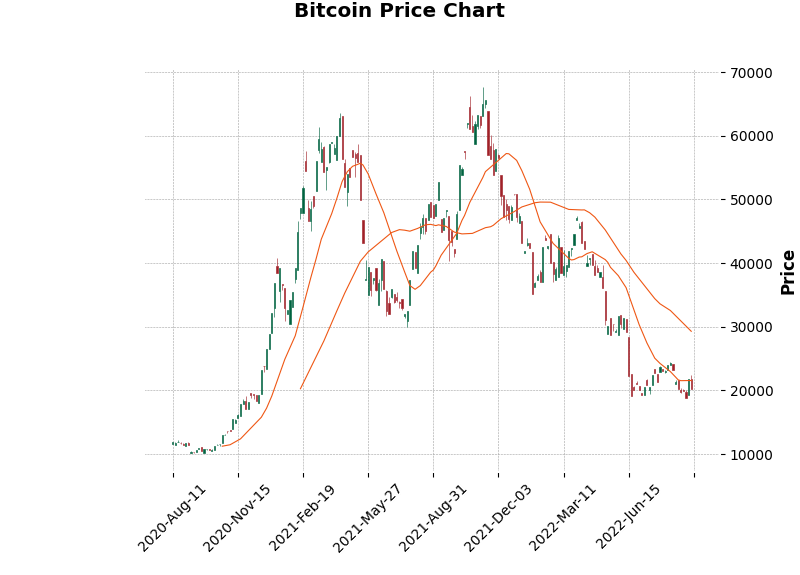 Bitcoin Price Chart
70000
60000
50000
40000
30000
20000
10000
Price
2020-Aug-11
2020-Nov-15
2021-Feb-19
2021-May-27
2021-Aug-31
2021-Dec-03
2022-Mar-11
2022-Jun-15